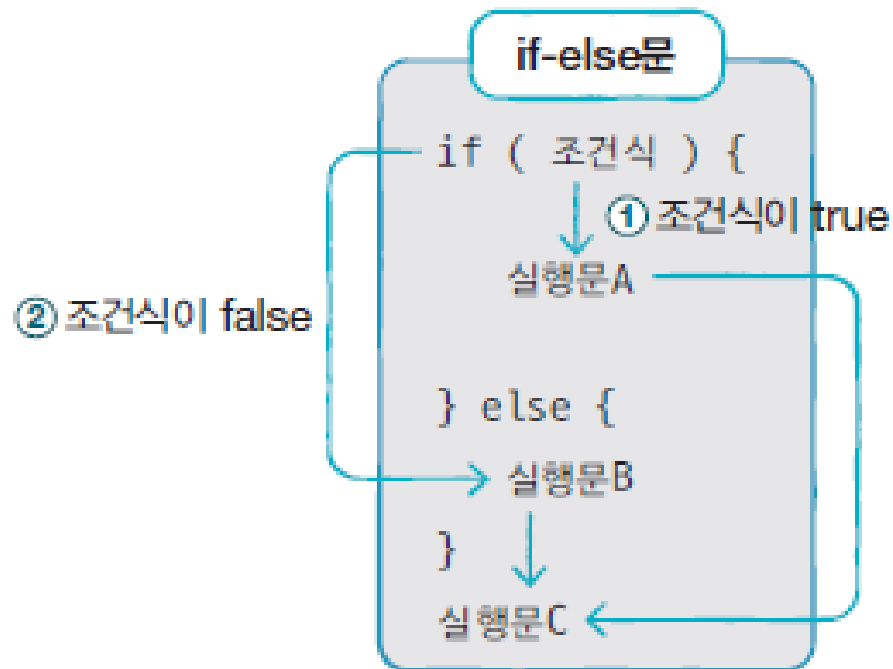 if-else문
if ( 조건식 ) {
① 조건식이 true
실행문A
② 조건식이 false
} else {
실행문B
}
실행문C